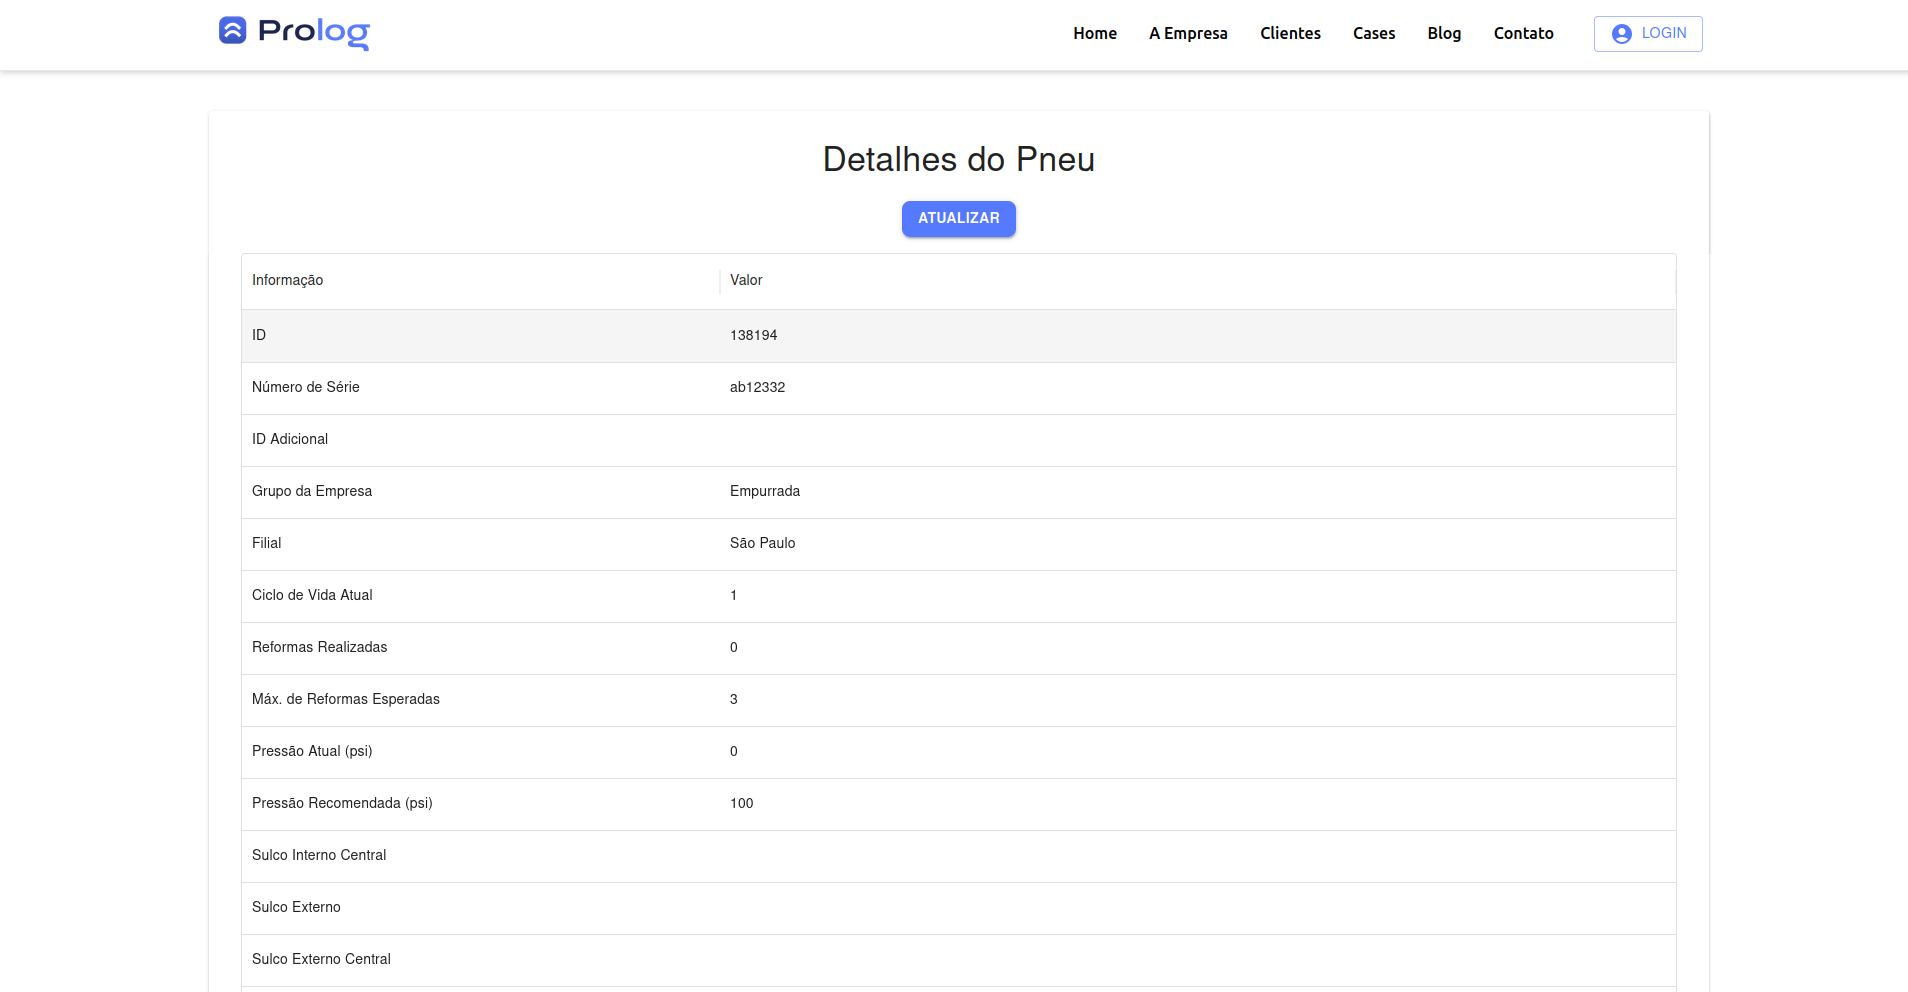 Prolog
Home A Empresa Clientes Cases Blog Contato LOGIN
Detalhes do Pneu
ATUALIZAR
Informação Valor
ID 138194
Número de Série ab12332
ID Adicional
Grupo da Empresa Empurrada
Filial São Paulo
Ciclo de Vida Atual 1
Reformas Realizadas 0
Máx. de Reformas Esperadas 3
Pressão Atual (psi) 0
Pressão Recomendada (psi) 100
Sulco Interno Central
Sulco Externo
Sulco Externo Central